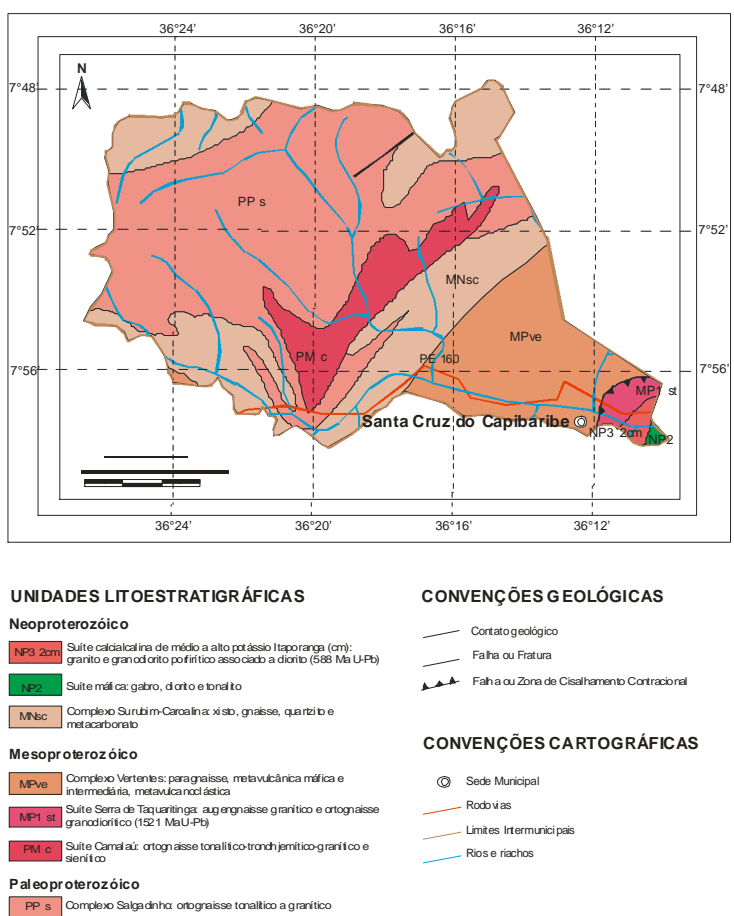 36°24' 36°20' 36°16' 36°12'
N
7°48' 7°48'
PP s
7°52' 7°52'
MNsc
MPve
PM c
PE 160
7°56' 7°56'
MP1 st
Santa Cruz do Capibaribe
NP3 2cm
NP2
36°24' 36°20' 36°16' 36°12'
UNIDADES LITOESTRATIGRÁFICAS
Neoproterozóico
NP3 2cm Suíte calcialcalina de médio a alto potássio Itaporanga (cm):
granito e granodiorito porfirítico associado a diorito (588 Ma U-Pb)
NP2 Suíte máfica: gabro, diorito e tonalito
MNsc Complexo Surubim-Caroalina: xisto, gnaisse, quartzito e
metacarbonato
Mesoproterozóico
MPve Complexo Vertentes: paragnaisse, metavulcânica máfica e
intermediária, metavulcanoclástica
MP1 st Suíte Serra de Taquaritinga: augengnaisse granítico e ortognaisse
granodiorítico (1521 Ma U-Pb)
PM c Suíte Camalaú: ortognaisse tonalítico-trondhjemítico-granítico e
sienítico
Paleoproterozóico
PP s Complexo Salgadinho: ortognaisse tonalítico a granítico
CONVENÇÕES GEOLÓGICAS
Contato geológico
Falha ou Fratura
Falha ou Zona de Cisalhamento Contracional
CONVENÇÕES CARTOGRÁFICAS
Sede Municipal
Rodovias
Limites Intermunicipais
Rios e riachos